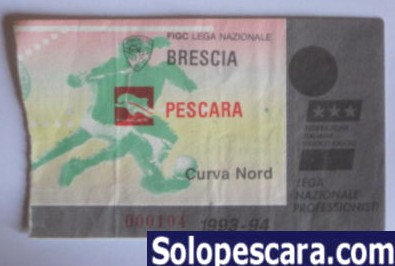 FIGC LEGA NAZIONALE
BRESCIA
PESCARA
Curva Nord
LEGA
NAZIONALE
PROFESSIONISTI
000104 1993-94
Solopescara.com